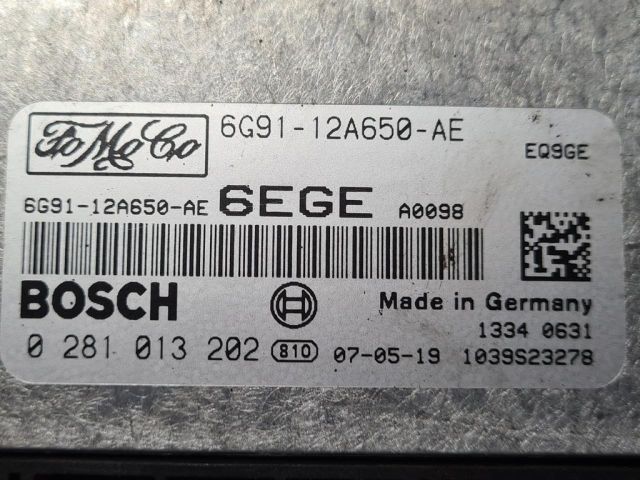 FoMoCo
6G91-12A650-AE
EQ9GE
6G91-12A650-AE 6EGE A0098
BOSCH
Made in Germany
1334 0631
0 281 013 202 810 07-05-19 1039S23278